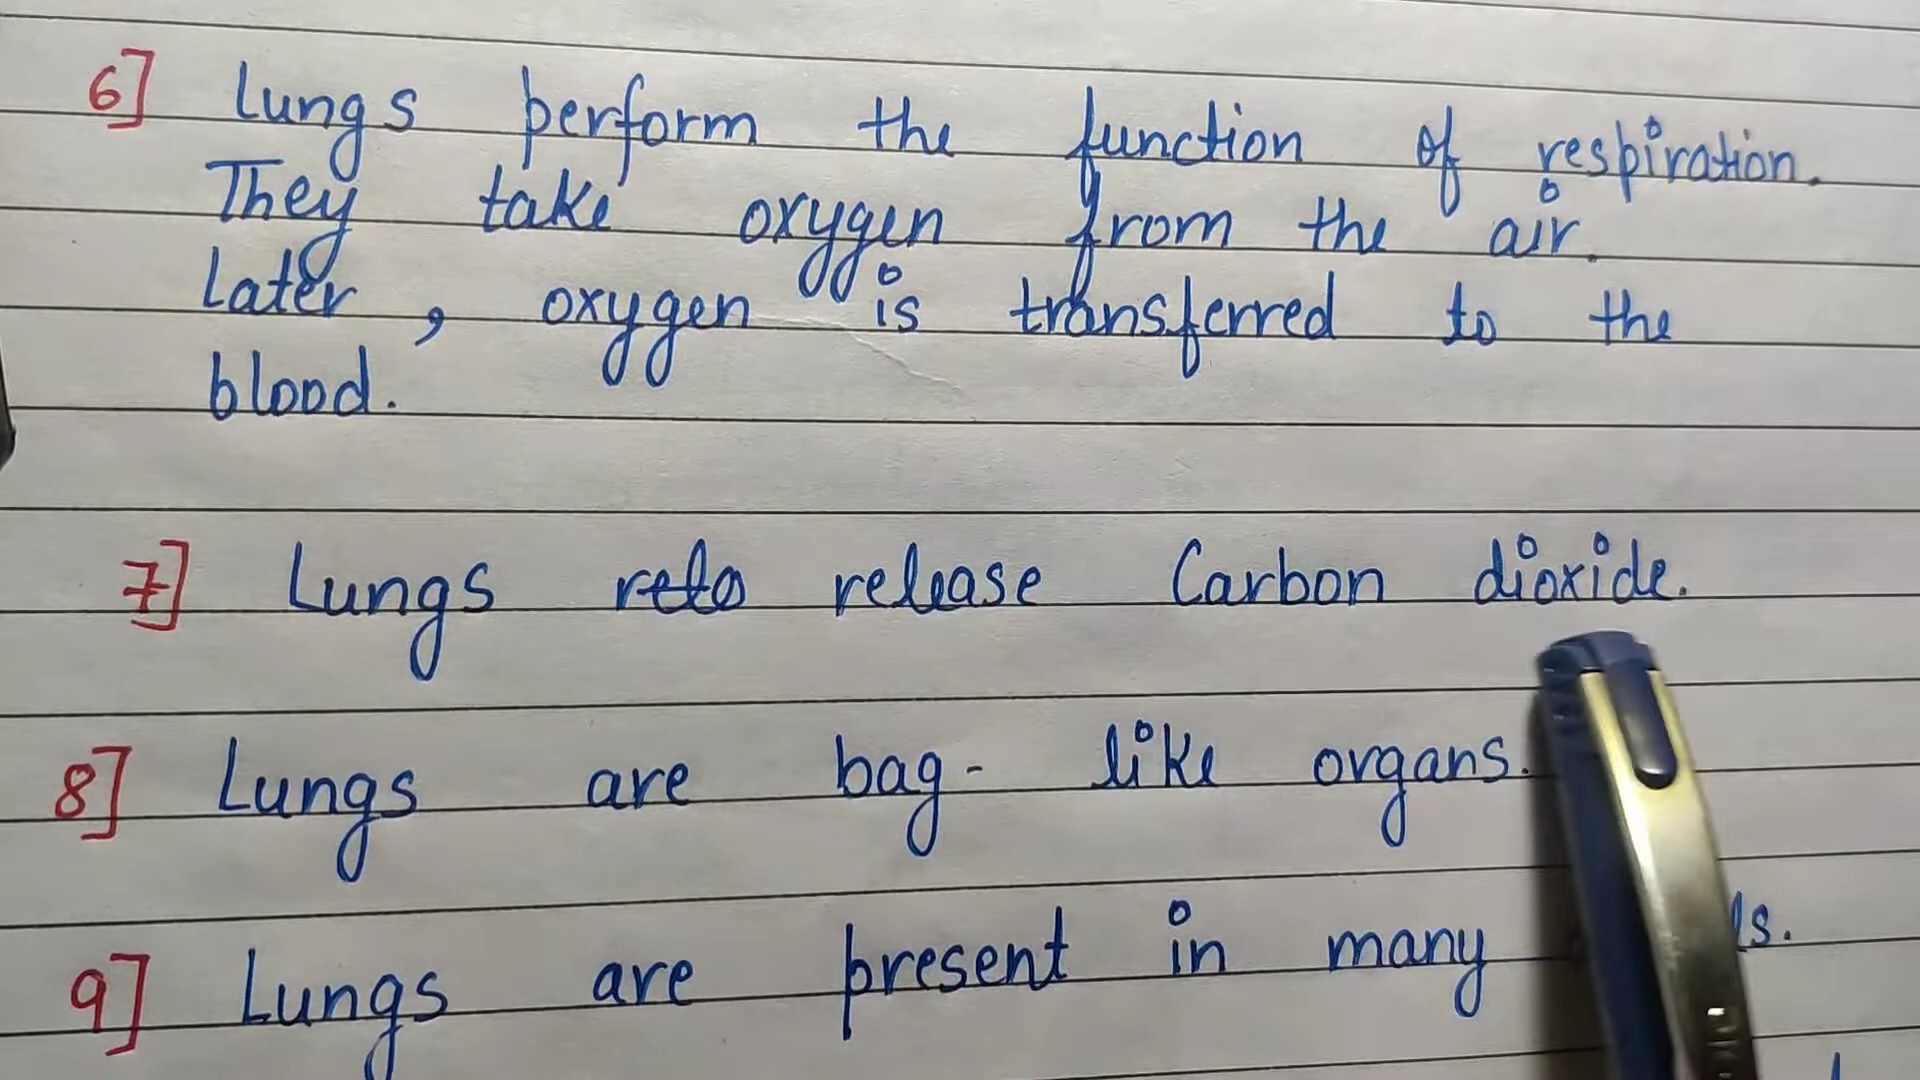 6] Lungs perform the function of respiration.
They take oxygen from the air.
Later, oxygen is transferred to the
blood.
7] Lungs rela release Carbon dioxide.
8] Lungs are bag-like organs.
9] Lungs are present in many